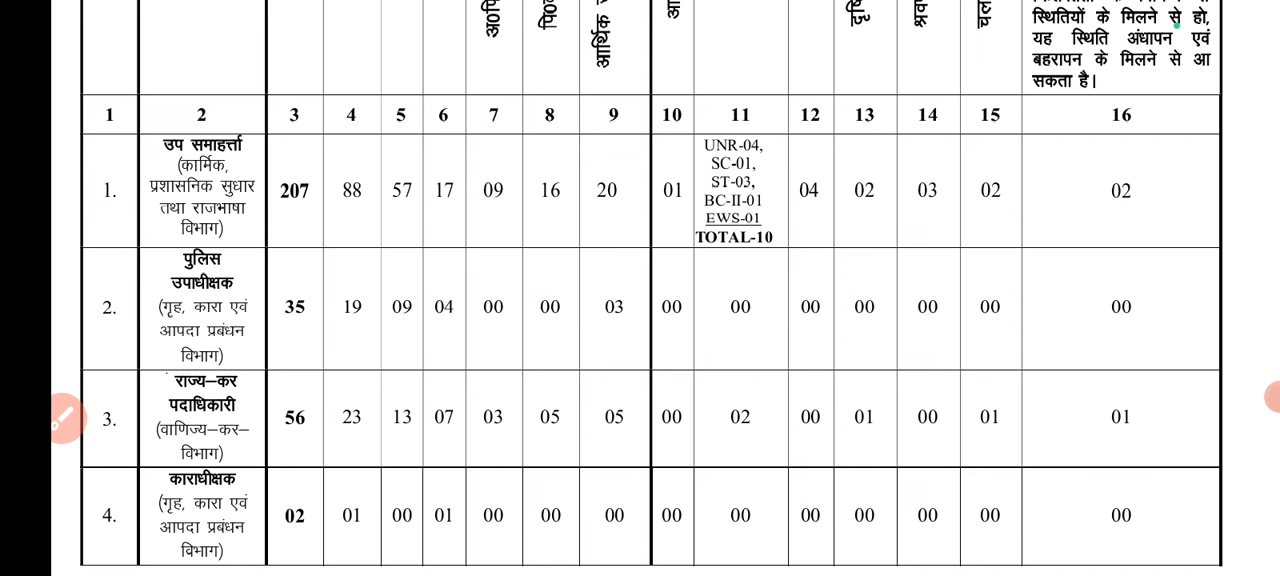 स्थितियों के मिलने से हो,
यह स्थिति अंधापन एवं
बहरापन के मिलने से आ
सकता है।
1 2 3 4 5 6 7 8 9 10 11 12 13 14 15 16
1. उप समाहर्त्ता
(कार्मिक,
प्रशासनिक सुधार
तथा राजभाषा
विभाग)
207 88 57 17 09 16 20 01
UNR-04,
SC-01,
ST-03,
BC-II-01
EWS-01
TOTAL-10
04 02 03 02 02
2. पुलिस
उपाधीक्षक
(गृह, कारा एवं
आपदा प्रबंधन
विभाग)
35 19 09 04 00 00 03 00 00 00 00 00 00 00
3. राज्य–कर
पदाधिकारी
(वाणिज्य–कर–
विभाग)
56 23 13 07 03 05 05 00 02 00 01 00 01 01
4. काराधीक्षक
(गृह, कारा एवं
आपदा प्रबंधन
विभाग)
02 01 00 01 00 00 00 00 00 00 00 00 00 00